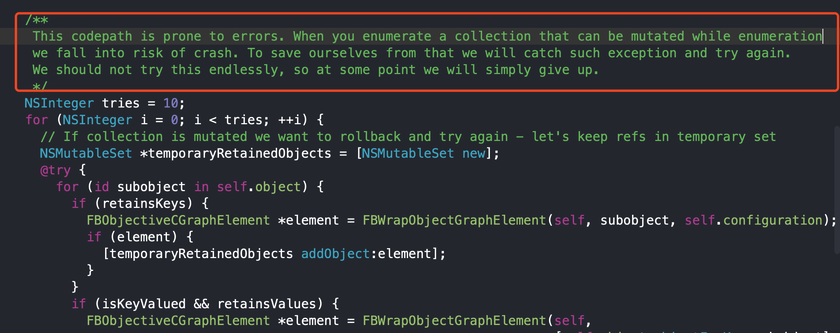 /**
This codepath is prone to errors. When you enumerate a collection that can be mutated while enumeration
we fall into risk of crash. To save ourselves from that we will catch such exception and try again.
We should not try this endlessly, so at some point we will simply give up.
*/
NSInteger tries = 10;
for (NSInteger i = 0; i < tries; ++i) {
// If collection is mutated we want to rollback and try again - let's keep refs in temporary set
NSMutableSet *temporaryRetainedObjects = [NSMutableSet new];
@try {
for (id subobject in self.object) {
if (retainsKeys) {
FBObjectiveCGraphElement *element = FBWrapObjectGraphElement(self, subobject, self.configuration);
if (element) {
[temporaryRetainedObjects addObject:element];
}
}
if (isKeyValued && retainsValues) {
FBObjectiveCGraphElement *element = FBWrapObjectGraphElement(self,